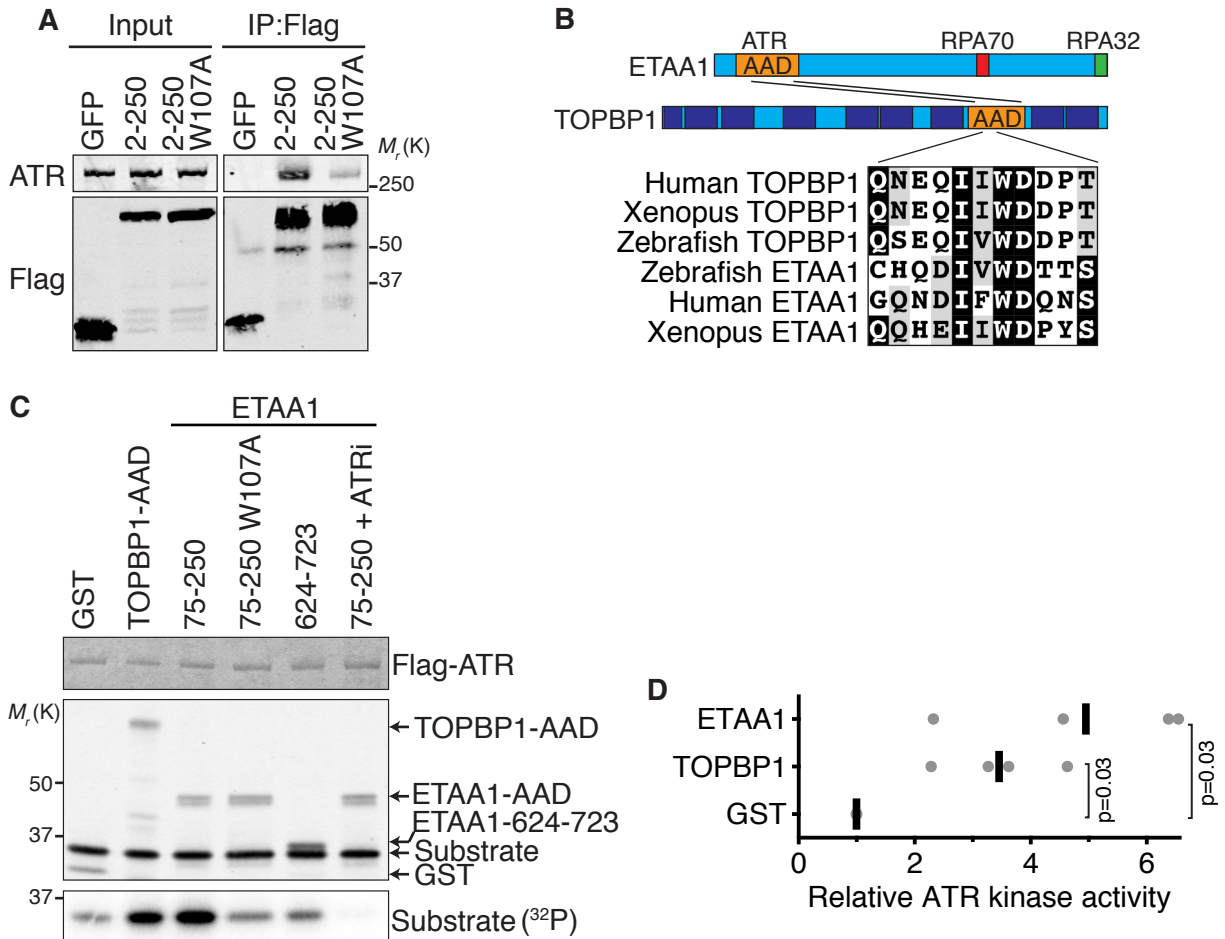 A
Input
IP:Flag
GFP
2-250
2-250
W107A
GFP
2-250
2-250
W107A
Mr (K)
ATR
250
Flag
50
37
B
ATR
RPA70
RPA32
ETAA1
AAD
TOPBP1
AAD
Human TOPBP1 QNEQIIWDDPT
Xenopus TOPBP1 QNEQIIWDDPT
Zebrafish TOPBP1 QSEQIVWDDPT
Zebrafish ETAA1 CHQDIVWDTTS
Human ETAA1 GQNDIFWDQNS
Xenopus ETAA1 QQHEIIWDPYS
C
ETAA1
GST
TOPBP1-AAD
75-250
75-250 W107A
624-723
75-250 + ATRi
Flag-ATR
Mr (K)
TOPBP1-AAD
50
ETAA1-AAD
ETAA1-624-723
37
Substrate
GST
37
Substrate (32P)
D
ETAA1
TOPBP1
GST
p=0.03
p=0.03
0 2 4 6
Relative ATR kinase activity